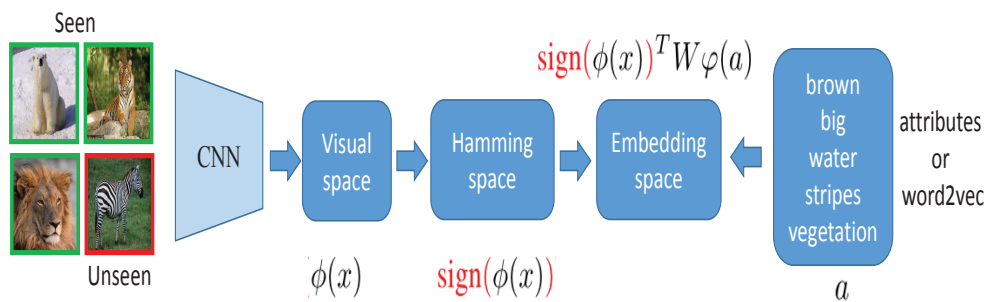 Seen
Unseen
CNN
Visual
space
ϕ(x)
Hamming
space
sign(ϕ(x))
sign(ϕ(x))ᵀWφ(a)
Embedding
space
brown
big
water
stripes
vegetation
a
attributes
or
word2vec